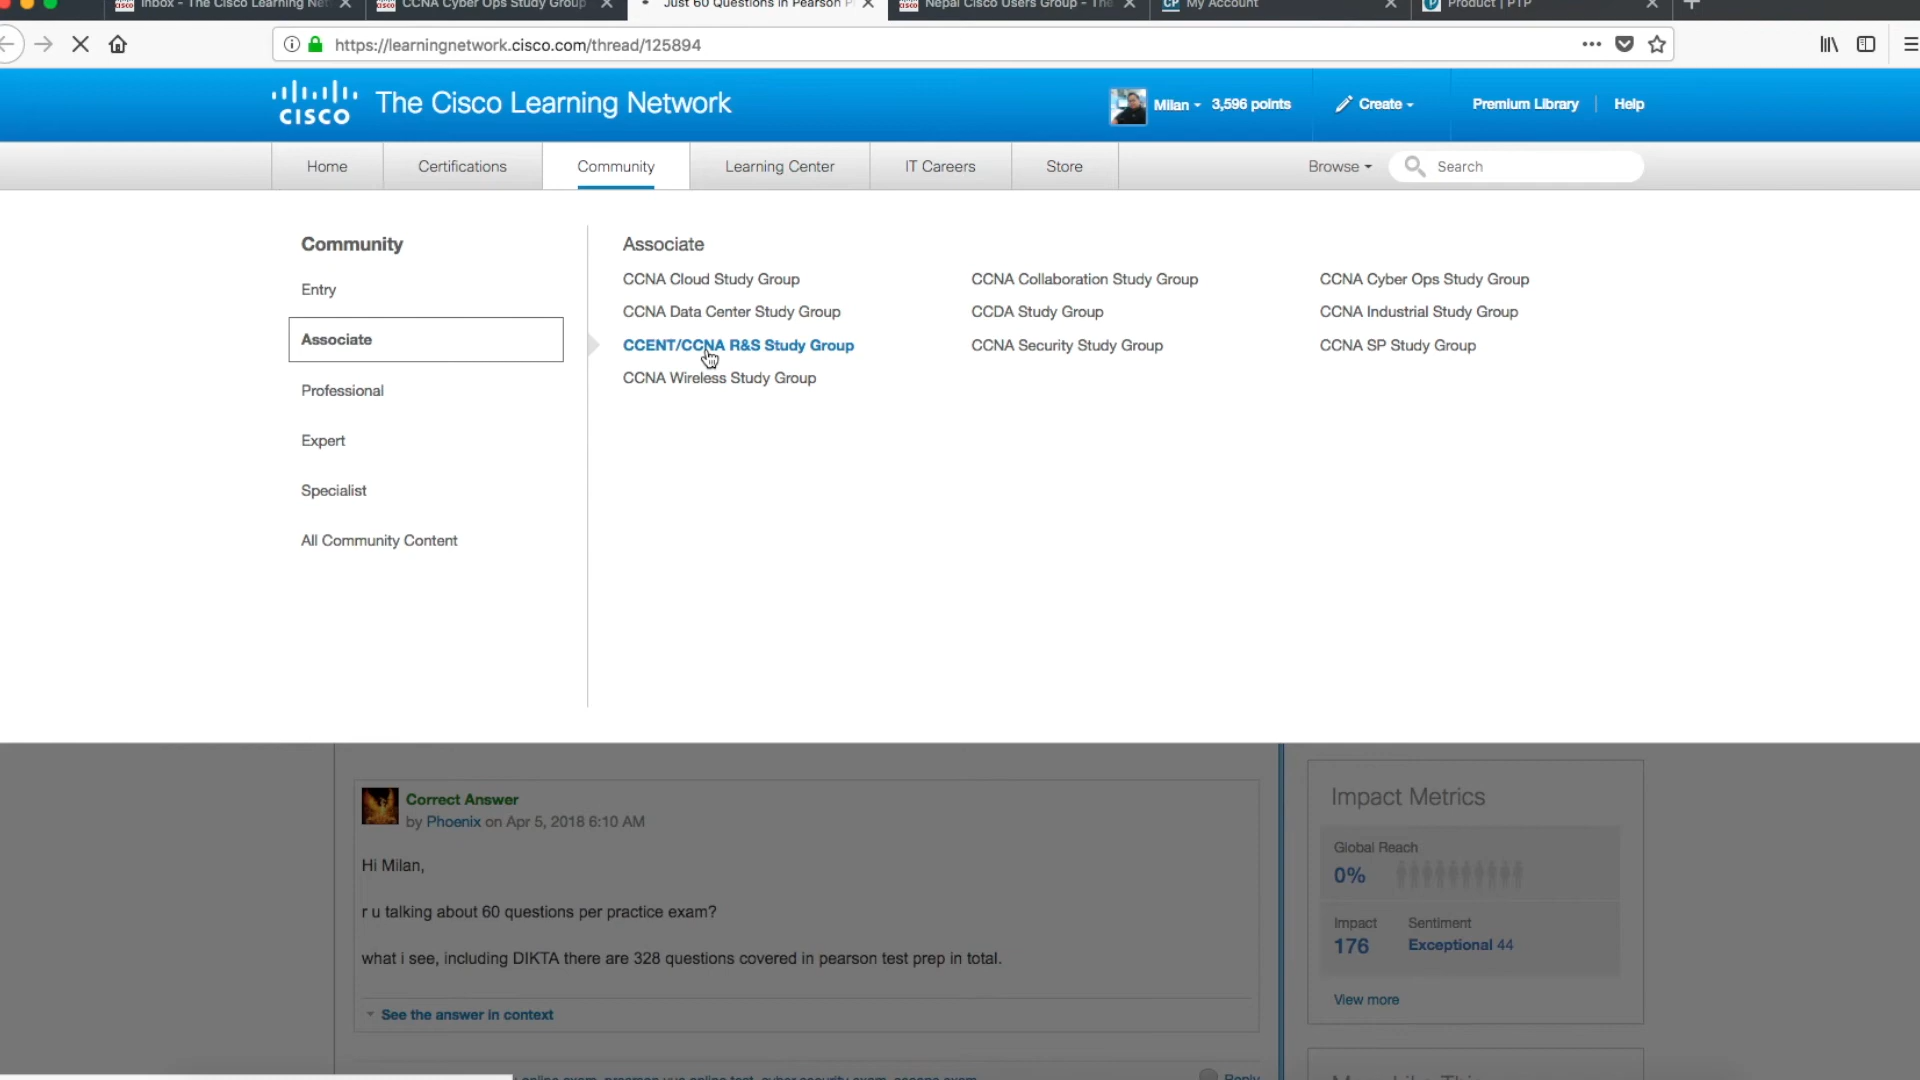 Inbox - The Cisco Learning Net
CCNA Cyber Ops Study Group
Just 60 Questions in Pearson P
Nepal Cisco Users Group - The
CP My Account
Product | PTP
https://learningnetwork.cisco.com/thread/125894
CISCO The Cisco Learning Network
Milan 3,596 points
Create
Premium Library
Help
Home
Certifications
Community
Learning Center
IT Careers
Store
Browse
Search
Community
Entry
Associate
Professional
Expert
Specialist
All Community Content
Associate
CCNA Cloud Study Group
CCNA Collaboration Study Group
CCNA Cyber Ops Study Group
CCNA Data Center Study Group
CCDA Study Group
CCNA Industrial Study Group
CCENT/CCNA R&S Study Group
CCNA Security Study Group
CCNA SP Study Group
CCNA Wireless Study Group
Correct Answer
by Phoenix on Apr 5, 2018 6:10 AM
Hi Milan,
r u talking about 60 questions per practice exam?
what i see, including DIKTA there are 328 questions covered in pearson test prep in total.
See the answer in context
Impact Metrics
Global Reach
0%
Impact
176
Sentiment
Exceptional 44
View more
Reply